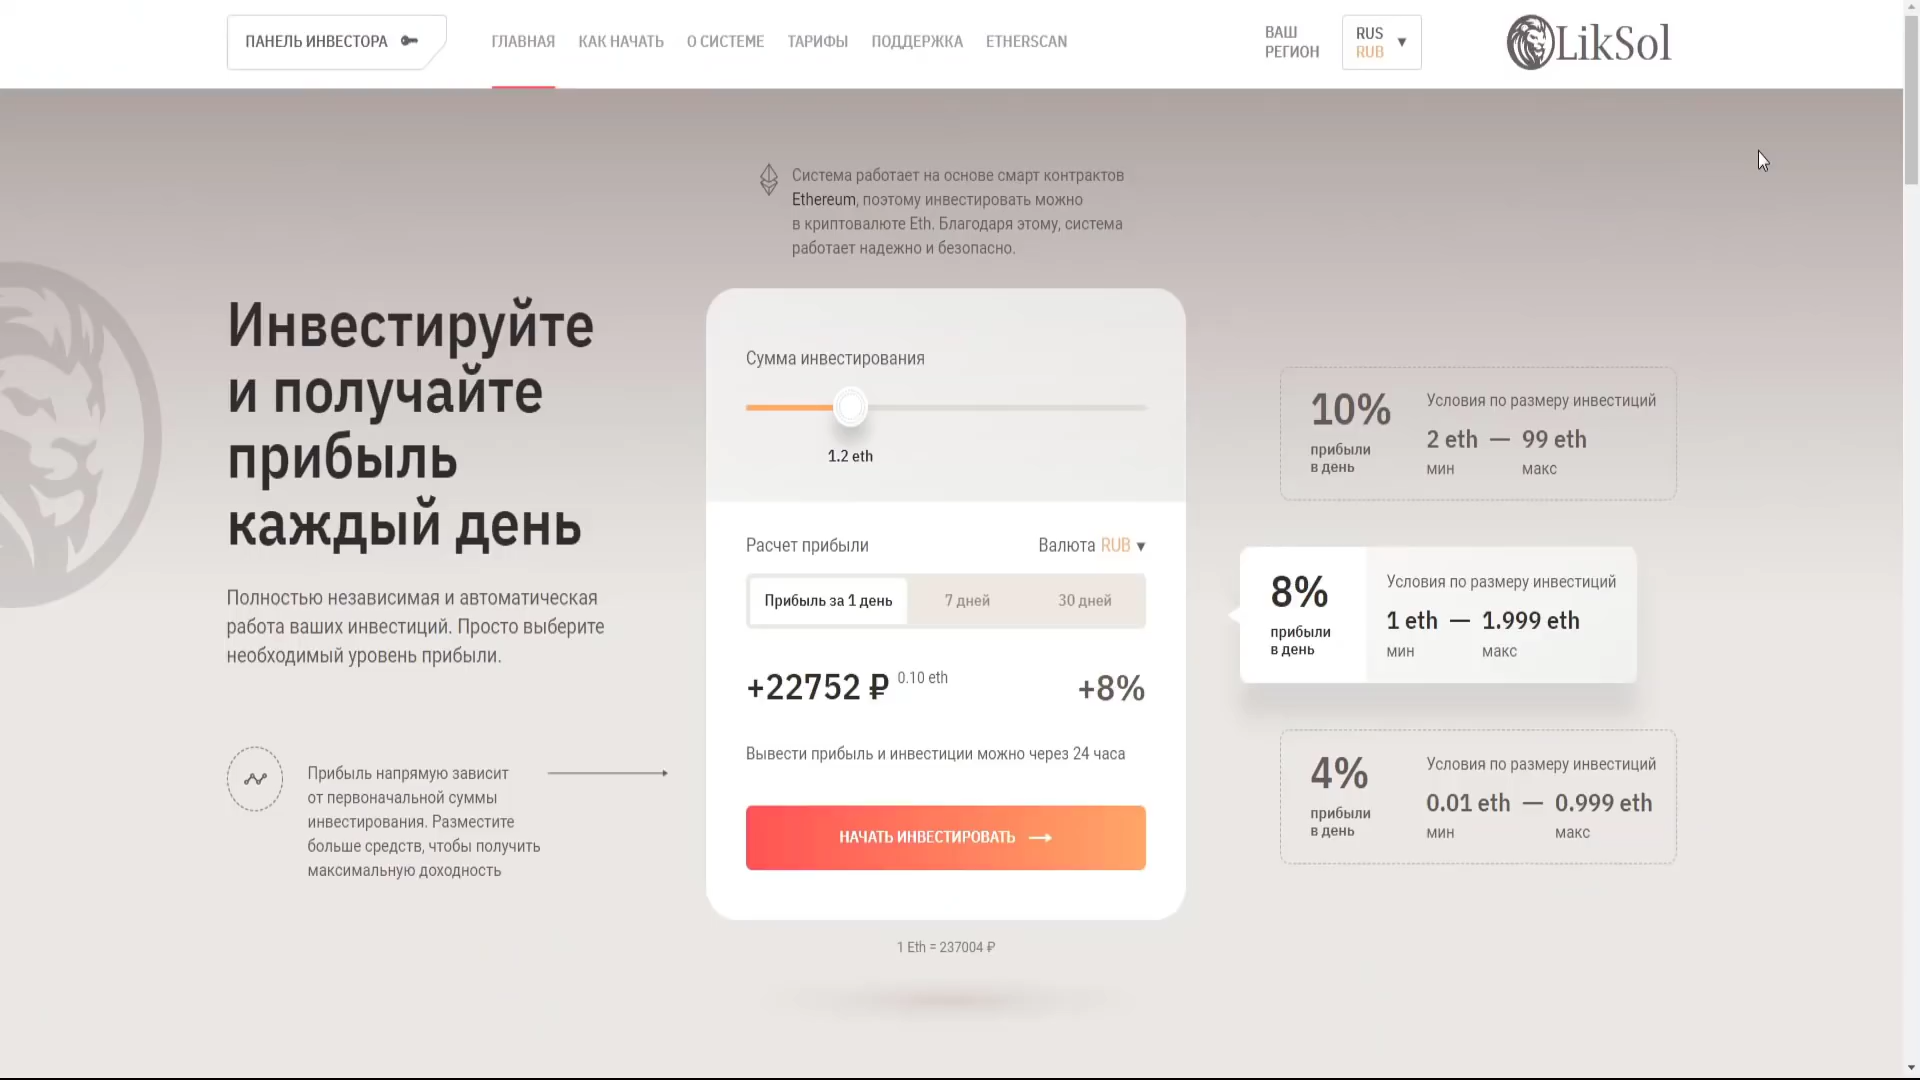 ПАНЕЛЬ ИНВЕСТОРА
ГЛАВНАЯ
КАК НАЧАТЬ
О СИСТЕМЕ
ТАРИФЫ
ПОДДЕРЖКА
ETHERSCAN
ВАШ
РЕГИОН
RUS
RUB
LikSol
Система работает на основе смарт контрактов
Ethereum, поэтому инвестировать можно
в криптовалюте Eth. Благодаря этому, система
работает надежно и безопасно.
Инвестируйте
и получайте
прибыль
каждый день
Полностью независимая и автоматическая
работа ваших инвестиций. Просто выберите
необходимый уровень прибыли.
Прибыль напрямую зависит
от первоначальной суммы
инвестирования. Разместите
больше средств, чтобы получить
максимальную доходность
Сумма инвестирования
1.2 eth
Расчет прибыли
Валюта RUB ▾
Прибыль за 1 день
7 дней
30 дней
+22752 ₽ 0.10 eth
+8%
Вывести прибыль и инвестиции можно через 24 часа
НАЧАТЬ ИНВЕСТИРОВАТЬ
1 Eth = 237004 ₽
10%
прибыли
в день
Условия по размеру инвестиций
2 eth — 99 eth
мин макс
8%
прибыли
в день
Условия по размеру инвестиций
1 eth — 1.999 eth
мин макс
4%
прибыли
в день
Условия по размеру инвестиций
0.01 eth — 0.999 eth
мин макс